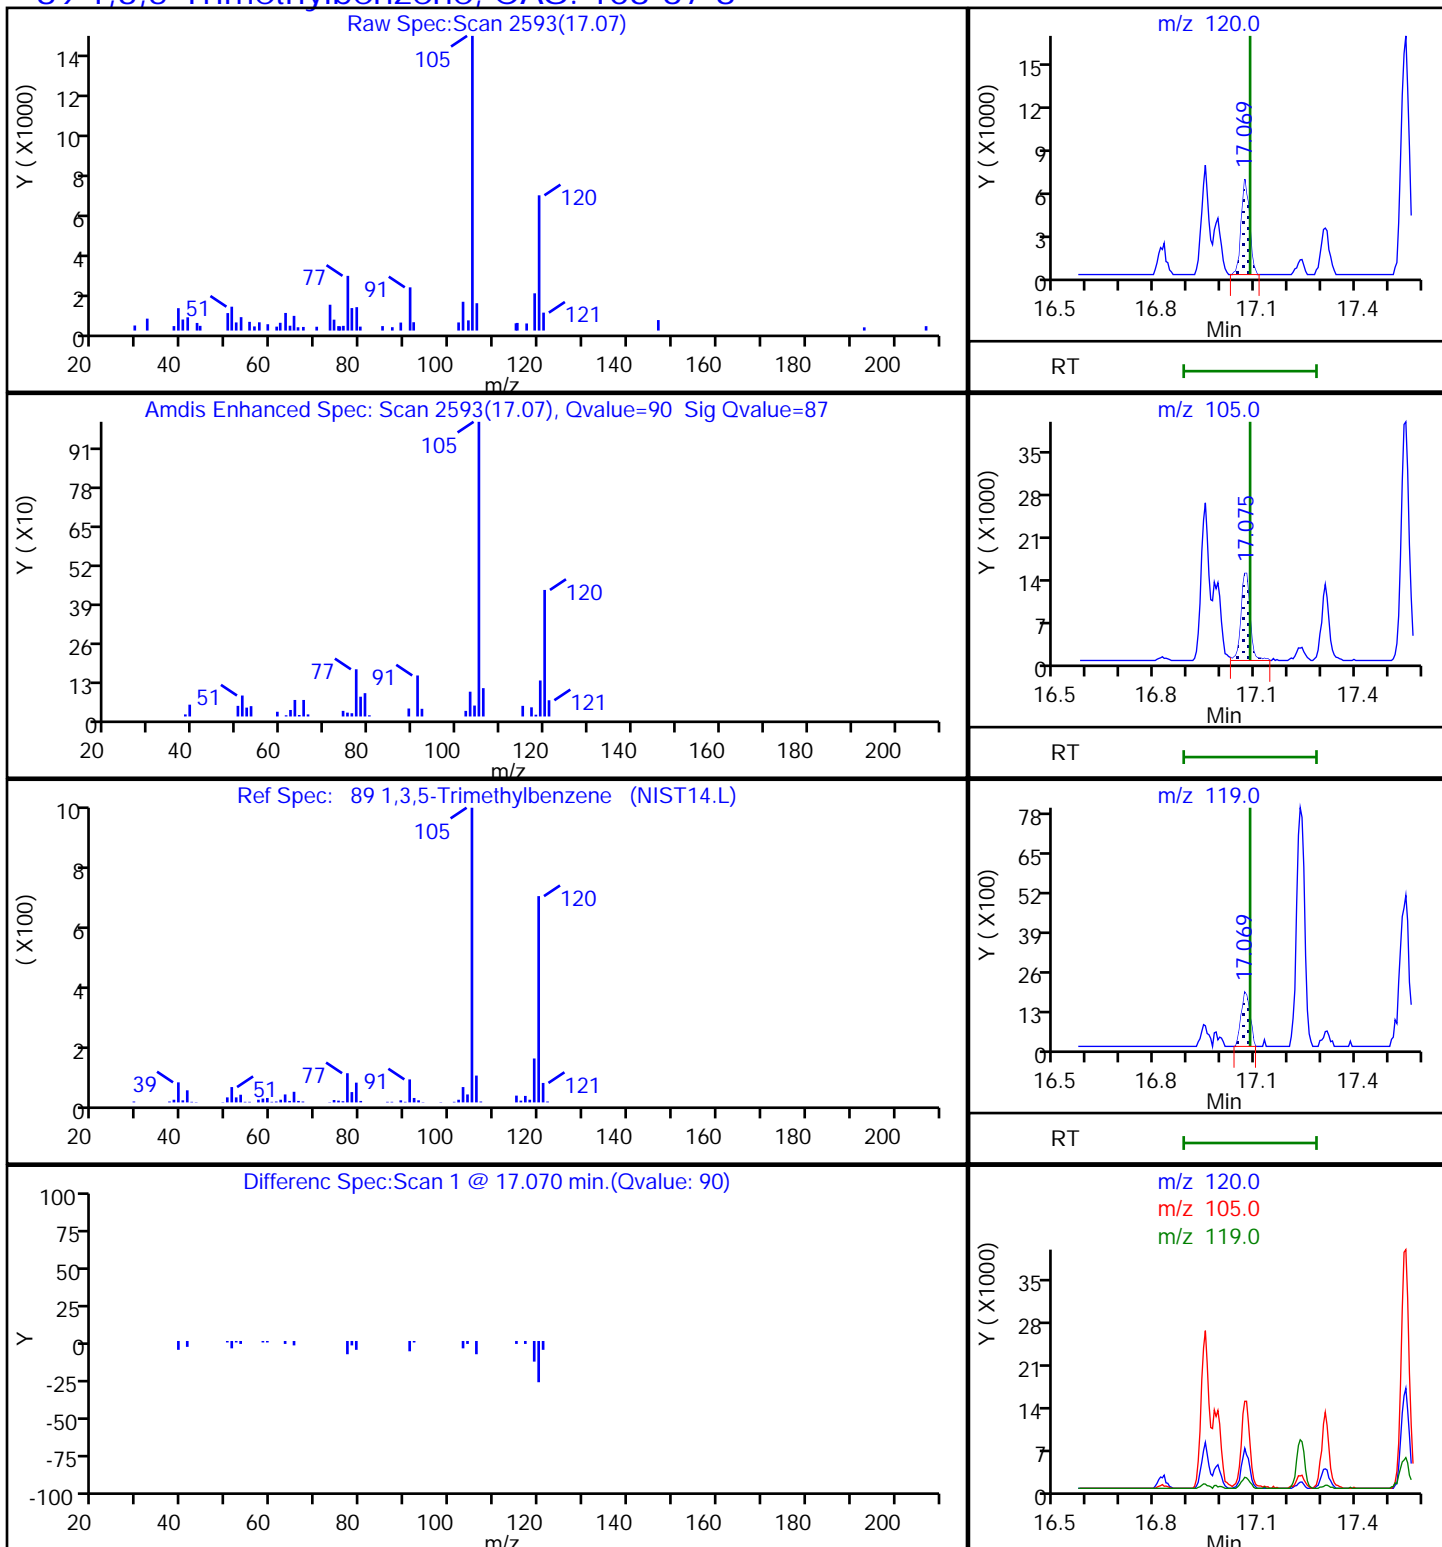 Raw Spec:Scan 2593(17.07)
Y ( X1000)
14
12
10
8
6
4
2
0
105
120
77
91
51
121
20 40 60 80 100 120 140 160 180 200
m/z
m/z 120.0
Y ( X1000)
15
12
9
6
3
0
17.069
16.5 16.8 17.1 17.4
Min
RT
Amdis Enhanced Spec: Scan 2593(17.07), Qvalue=90 Sig Qvalue=87
Y ( X10)
91
78
65
52
39
26
13
0
105
120
77
91
51
121
20 40 60 80 100 120 140 160 180 200
m/z
m/z 105.0
Y ( X1000)
35
28
21
14
7
0
17.075
16.5 16.8 17.1 17.4
Min
RT
Ref Spec: 89 1,3,5-Trimethylbenzene (NIST14.L)
( X100)
10
8
6
4
2
0
105
120
39
51
77
91
121
20 40 60 80 100 120 140 160 180 200
m/z 119.0
Y ( X100)
78
65
52
39
26
13
0
17.069
16.5 16.8 17.1 17.4
Min
RT
Differenc Spec:Scan 1 @ 17.070 min.(Qvalue: 90)
Y
100
75
50
25
0
-25
-50
-75
-100
20 40 60 80 100 120 140 160 180 200
m/z
m/z 120.0
m/z 105.0
m/z 119.0
Y ( X1000)
35
28
21
14
7
0
16.5 16.8 17.1 17.4
Min